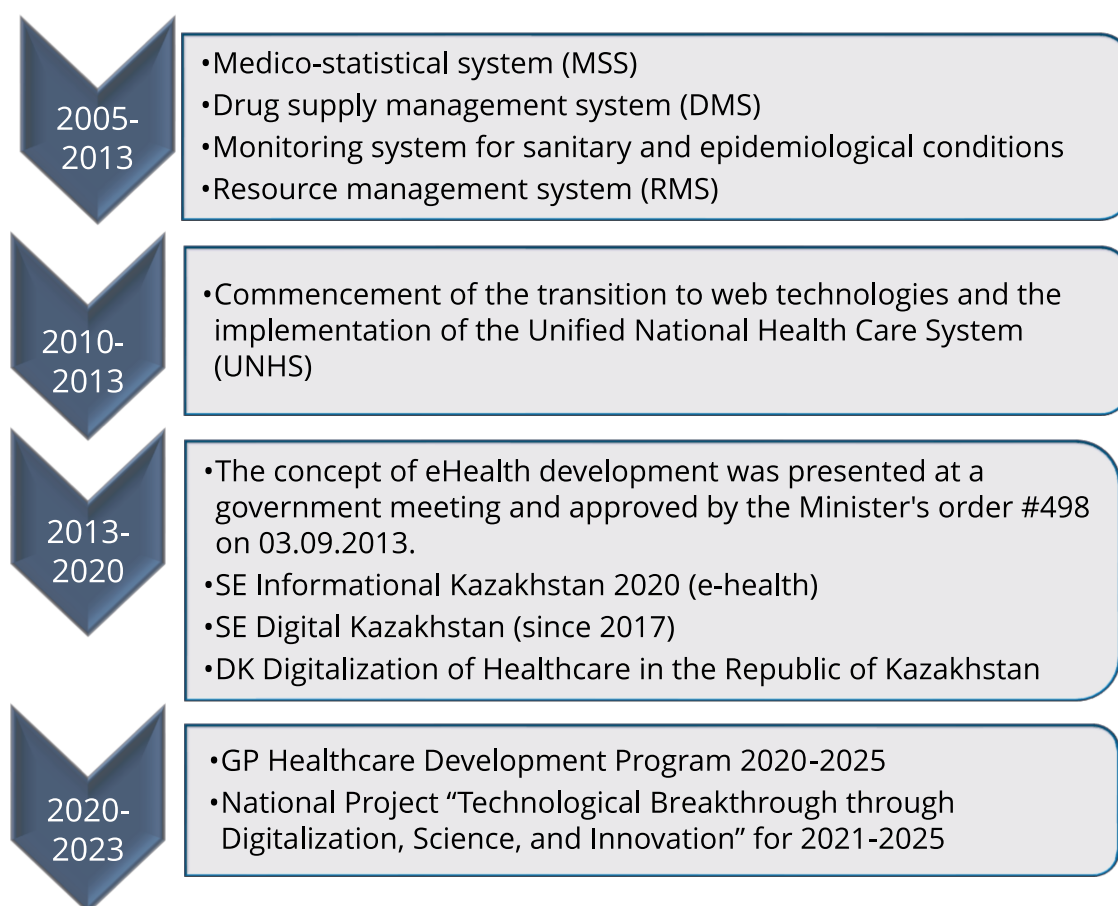 2005-
2013
•Medico-statistical system (MSS)
•Drug supply management system (DMS)
•Monitoring system for sanitary and epidemiological conditions
•Resource management system (RMS)
2010-
2013
•Commencement of the transition to web technologies and the
implementation of the Unified National Health Care System
(UNHS)
2013-
2020
•The concept of eHealth development was presented at a
government meeting and approved by the Minister's order #498
on 03.09.2013.
•SE Informational Kazakhstan 2020 (e-health)
•SE Digital Kazakhstan (since 2017)
•DK Digitalization of Healthcare in the Republic of Kazakhstan
2020-
2023
•GP Healthcare Development Program 2020-2025
•National Project “Technological Breakthrough through
Digitalization, Science, and Innovation” for 2021-2025